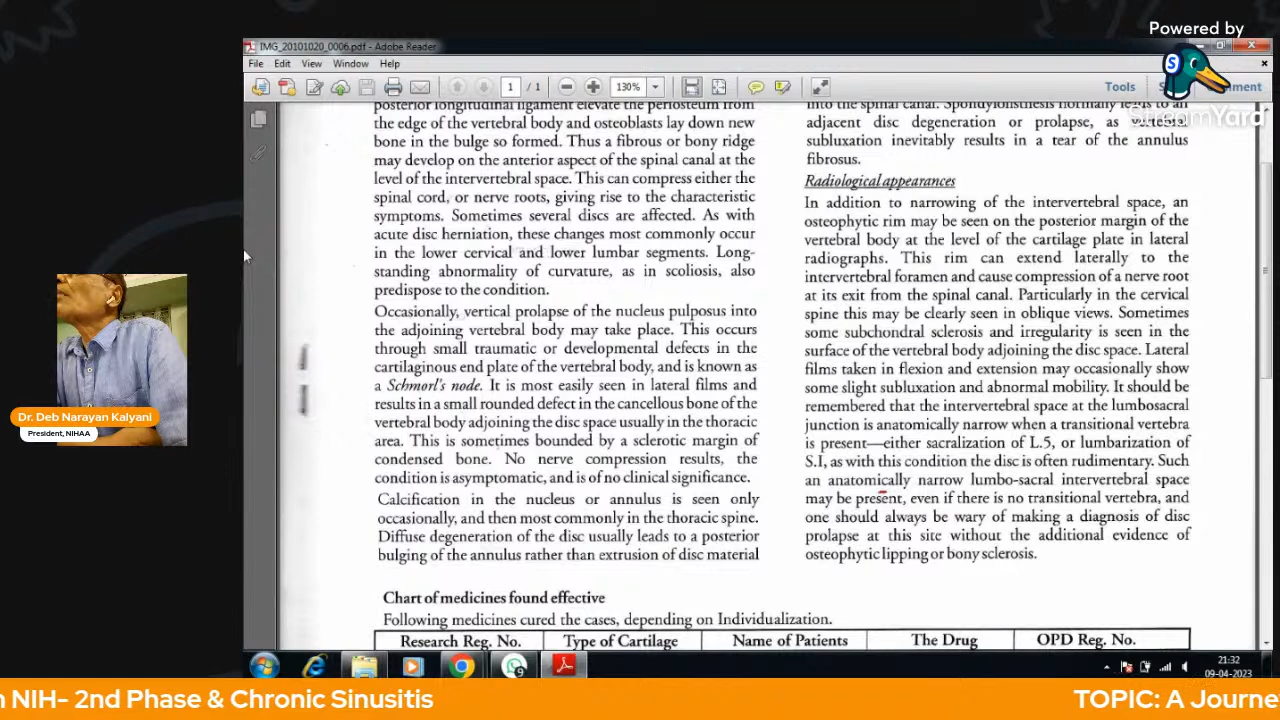 Powered by
StreamYard
IMG_20101020_0006.pdf - Adobe Reader
File Edit View Window Help
1 / 1 130% Tools
posterior longitudinal ligament elevate the periosteum from
the edge of the vertebral body and osteoblasts lay down new
bone in the bulge so formed. Thus a fibrous or bony ridge
may develop on the anterior aspect of the spinal canal at the
level of the intervertebral space. This can compress either the
spinal cord, or nerve roots, giving rise to the characteristic
symptoms. Sometimes several discs are affected. As with
acute disc herniation, these changes most commonly occur
in the lower cervical and lower lumbar segments. Long-
standing abnormality of curvature, as in scoliosis, also
predispose to the condition.
Occasionally, vertical prolapse of the nucleus pulposus into
the adjoining vertebral body may take place. This occurs
through small traumatic or developmental defects in the
cartilaginous end plate of the vertebral body, and is known as
a Schmorl's node. It is most easily seen in lateral films and
results in a small rounded defect in the cancellous bone of the
vertebral body adjoining the disc space usually in the thoracic
area. This is sometimes bounded by a sclerotic margin of
condensed bone. No nerve compression results, the
condition is asymptomatic, and is of no clinical significance.
Calcification in the nucleus or annulus is seen only
occasionally, and then most commonly in the thoracic spine.
Diffuse degeneration of the disc usually leads to a posterior
bulging of the annulus rather than extrusion of disc material
into the spinal canal. Spondylolisthesis normally leads to an
adjacent disc degeneration or prolapse, as vertebral
subluxation inevitably results in a tear of the annulus
fibrosus.
Radiological appearances
In addition to narrowing of the intervertebral space, an
osteophytic rim may be seen on the posterior margin of the
vertebral body at the level of the cartilage plate in lateral
radiographs. This rim can extend laterally to the
intervertebral foramen and cause compression of a nerve root
at its exit from the spinal canal. Particularly in the cervical
spine this may be clearly seen in oblique views. Sometimes
some subchondral sclerosis and irregularity is seen in the
surface of the vertebral body adjoining the disc space. Lateral
films taken in flexion and extension may occasionally show
some slight subluxation and abnormal mobility. It should be
remembered that the intervertebral space at the lumbosacral
junction is anatomically narrow when a transitional vertebra
is present—either sacralization of L.5, or lumbarization of
S.I, as with this condition the disc is often rudimentary. Such
an anatomically narrow lumbo-sacral intervertebral space
may be present, even if there is no transitional vertebra, and
one should always be wary of making a diagnosis of disc
prolapse at this site without the additional evidence of
osteophytic lipping or bony sclerosis.
Chart of medicines found effective
Following medicines cured the cases, depending on Individualization.
Research Reg. No. Type of Cartilage Name of Patients The Drug OPD Reg. No.
Dr. Deb Narayan Kalyani
President, NIHAA
9
21:32
09-04-2023
n NIH- 2nd Phase & Chronic Sinusitis
TOPIC: A Journe